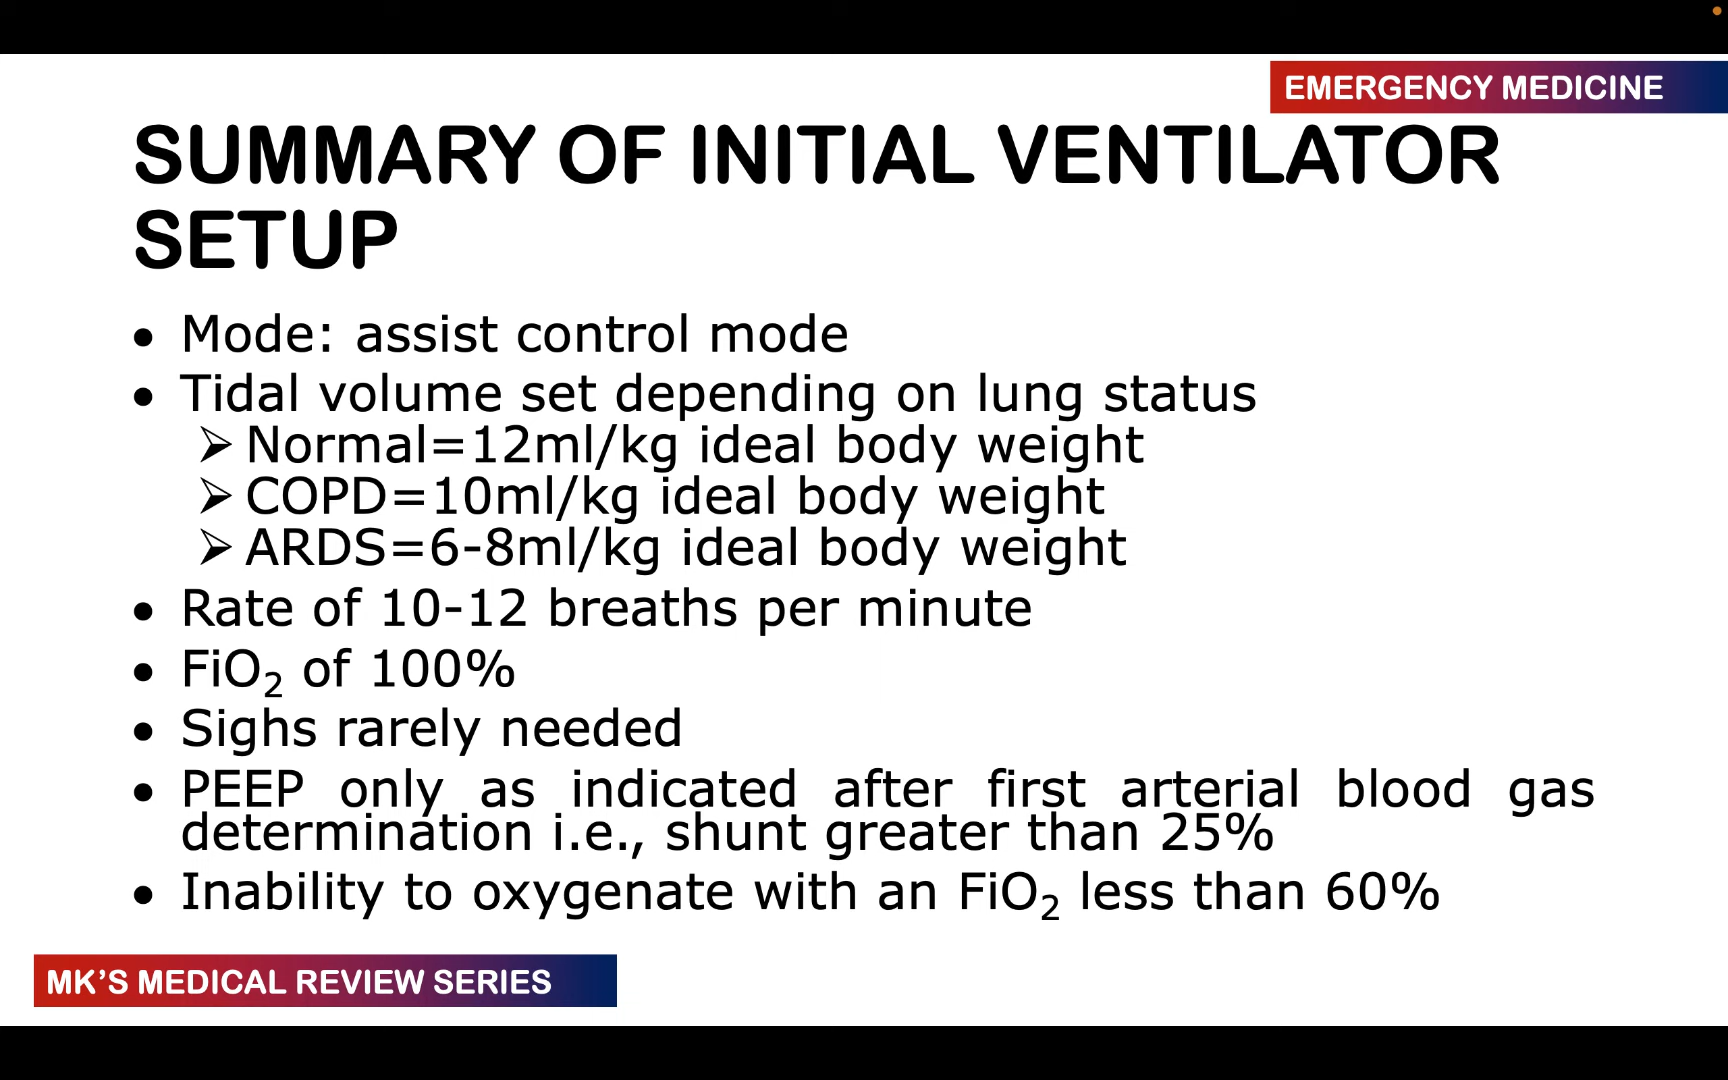 EMERGENCY MEDICINE
SUMMARY OF INITIAL VENTILATOR
SETUP
• Mode: assist control mode
• Tidal volume set depending on lung status
➢ Normal=12ml/kg ideal body weight
➢ COPD=10ml/kg ideal body weight
➢ ARDS=6-8ml/kg ideal body weight
• Rate of 10-12 breaths per minute
• FiO₂ of 100%
• Sighs rarely needed
• PEEP only as indicated after first arterial blood gas
determination i.e., shunt greater than 25%
• Inability to oxygenate with an FiO₂ less than 60%
MK’S MEDICAL REVIEW SERIES